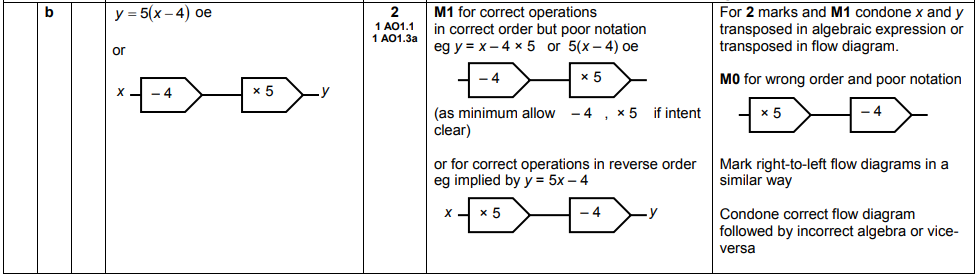 b
y = 5(x – 4) oe
or
x – 4 × 5 y
2
1 AO1.1
1 AO1.3a
M1 for correct operations
in correct order but poor notation
eg y = x – 4 × 5 or 5(x – 4) oe
– 4 × 5
(as minimum allow – 4 , × 5 if intent
clear)
or for correct operations in reverse order
eg implied by y = 5x – 4
x × 5 – 4 y
For 2 marks and M1 condone x and y
transposed in algebraic expression or
transposed in flow diagram.
M0 for wrong order and poor notation
× 5 – 4
Mark right-to-left flow diagrams in a
similar way
Condone correct flow diagram
followed by incorrect algebra or vice-
versa